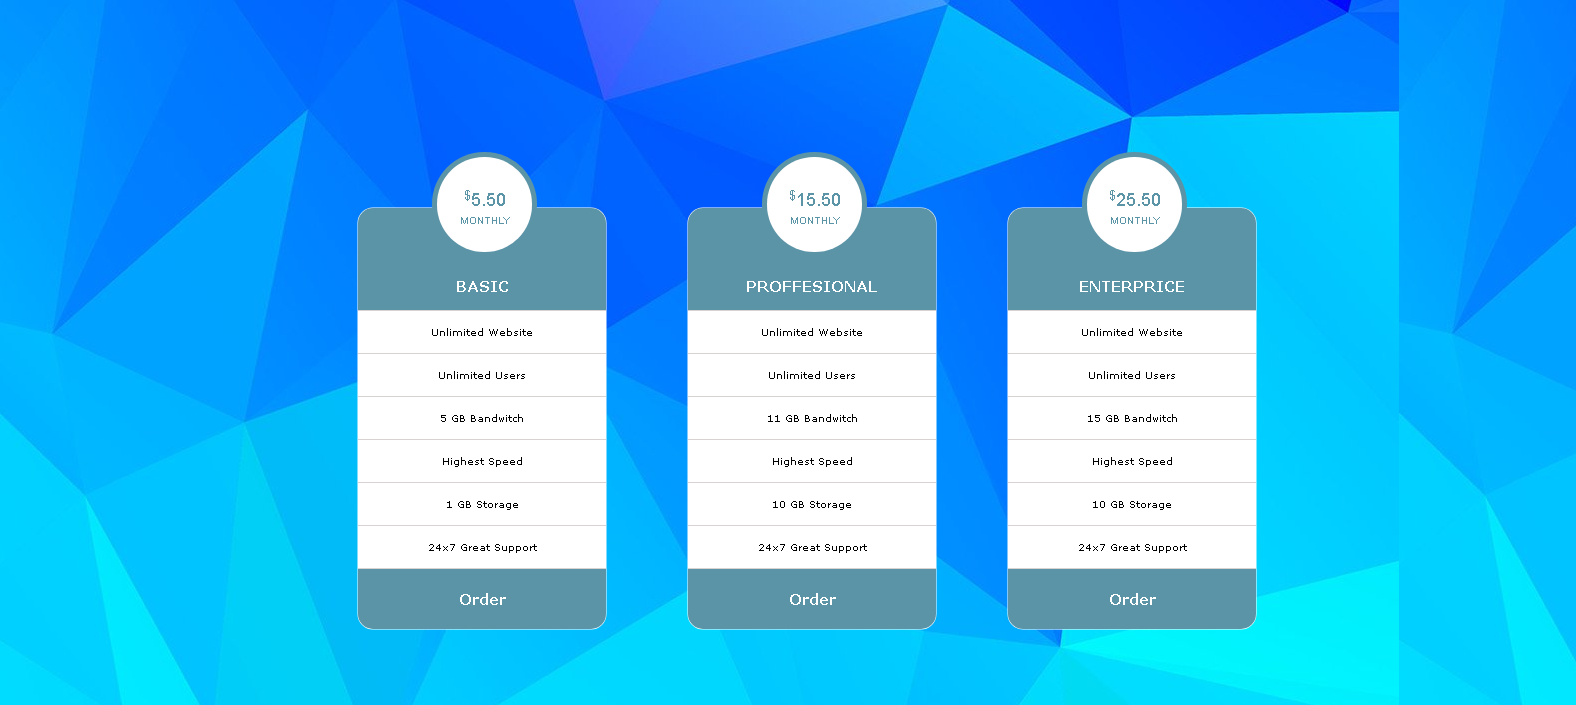 $5.50
MONTHLY
BASIC
Unlimited Website
Unlimited Users
5 GB Bandwitch
Highest Speed
1 GB Storage
24x7 Great Support
Order
$15.50
MONTHLY
PROFFESIONAL
Unlimited Website
Unlimited Users
11 GB Bandwitch
Highest Speed
10 GB Storage
24x7 Great Support
Order
$25.50
MONTHLY
ENTERPRICE
Unlimited Website
Unlimited Users
15 GB Bandwitch
Highest Speed
10 GB Storage
24x7 Great Support
Order